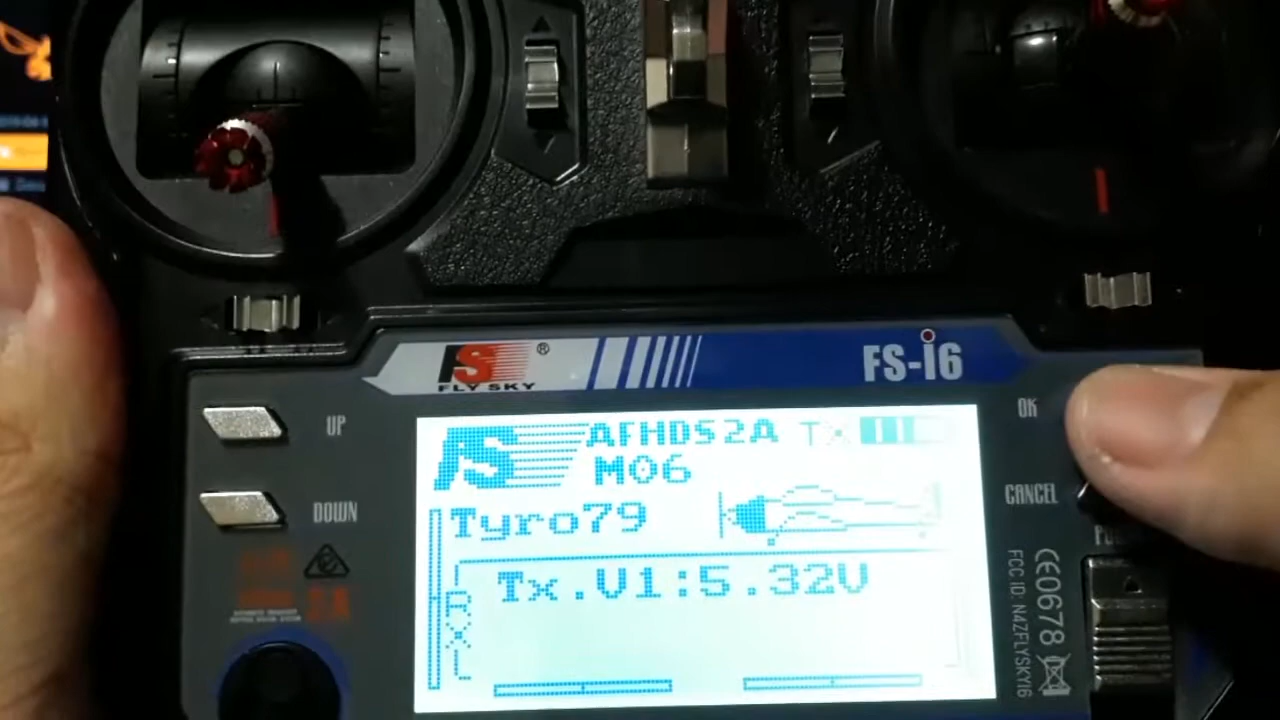 FLY SKY ®
FS-i6
UP
DOWN
OK
CANCEL
AFHDS2A TX
M06
Tyro79
Tx.V1:5.32V
RX
CE0678
FCC ID: N4ZFLYSKYI6